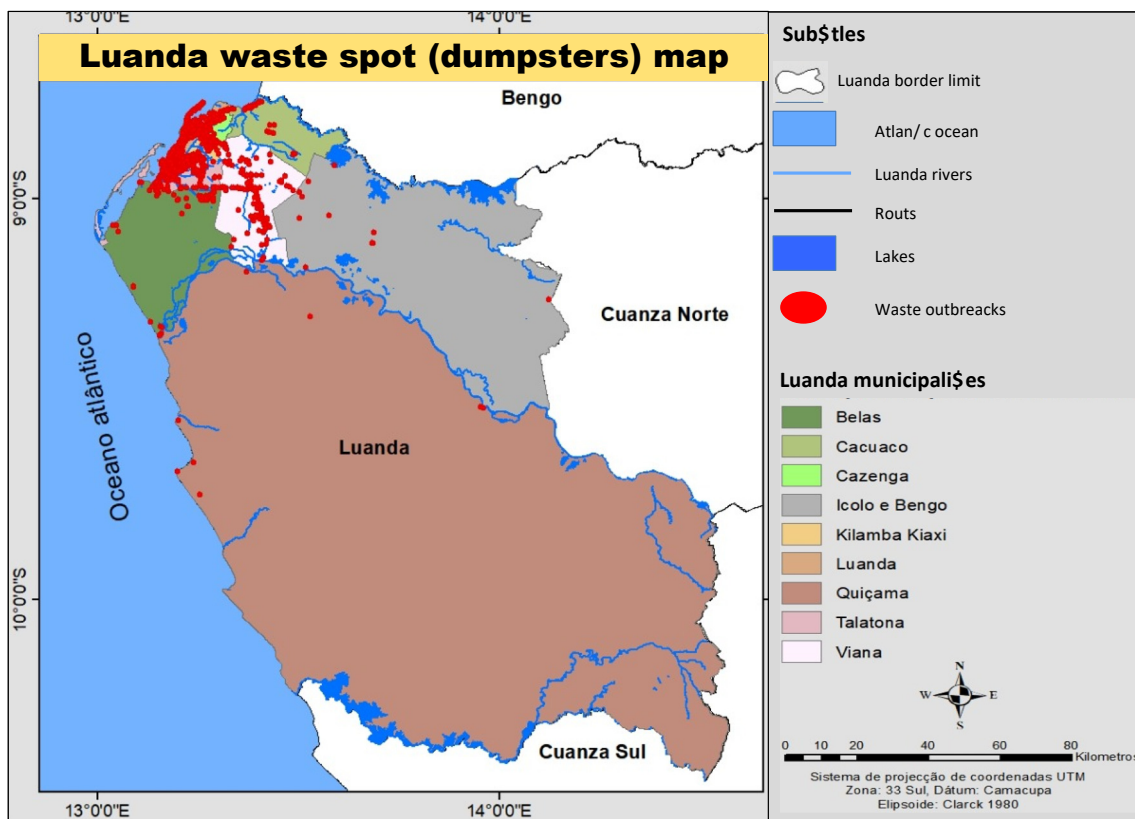 13°0'0"E
14°0'0"E
Luanda waste spot (dumpsters) map
Bengo
9°0'0"S
Cuanza Norte
Oceano atlântico
Luanda
10°0'0"S
Cuanza Sul
13°0'0"E
14°0'0"E
Sub$tles
Luanda border limit
Atlan/ c ocean
Luanda rivers
Routs
Lakes
Waste outbreacks
Luanda municipali$es
Belas
Cacuaco
Cazenga
Icolo e Bengo
Kilamba Kiaxi
Luanda
Quiçama
Talatona
Viana
N
W
E
S
0 5 10 20 40 60 80
Kilometros
Sistema de projecção de coordenadas UTM
Zona: 33 Sul, Dátum: Camacupa
Elipsoide: Clarck 1980